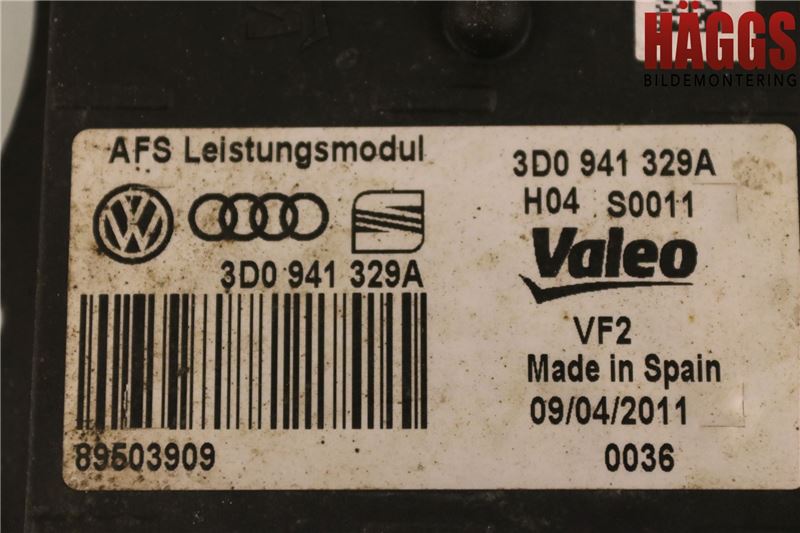 HÄGGS
BILDEMONTERING
AFS Leistungsmodul
3D0 941 329A
H04 S0011
3D0 941 329A
Valeo
VF2
Made in Spain
09/04/2011
89503909
0036